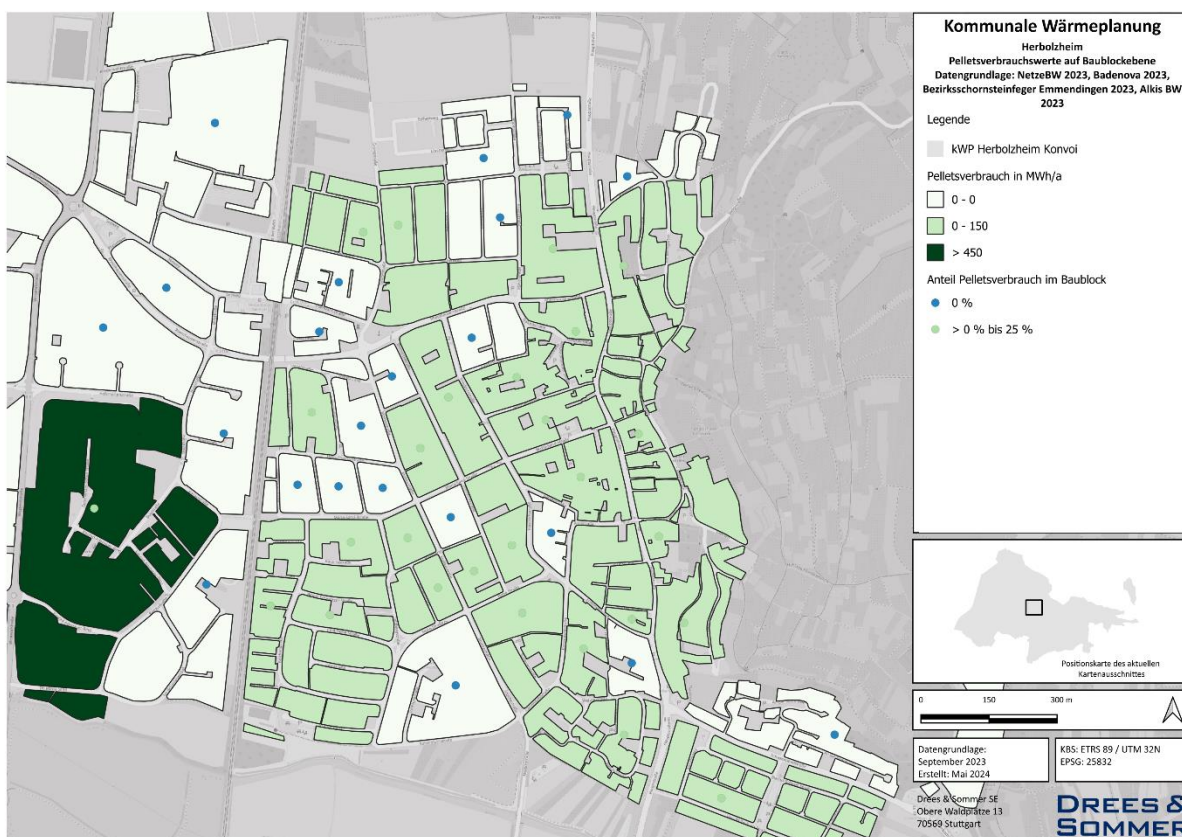 Kommunale Wärmeplanung
Herbolzheim
Pelletsverbrauchswerte auf Baublockebene
Datengrundlage: NetzeBW 2023, Badenova 2023,
Bezirksschornsteinfeger Emmendingen 2023, Alkis BW
2023
Legende
kWP Herbolzheim Konvoi
Pelletsverbrauch in MWh/a
0 - 0
0 - 150
> 450
Anteil Pelletsverbrauch im Baublock
0 %
> 0 % bis 25 %
Positionskarte des aktuellen
Kartenausschnittes
0 150 300 m
Datengrundlage:
September 2023
Erstellt: Mai 2024
KBS: ETRS 89 / UTM 32N
EPSG: 25832
Drees & Sommer SE
Obere Waldplätze 13
70569 Stuttgart
DREES &
SOMMER